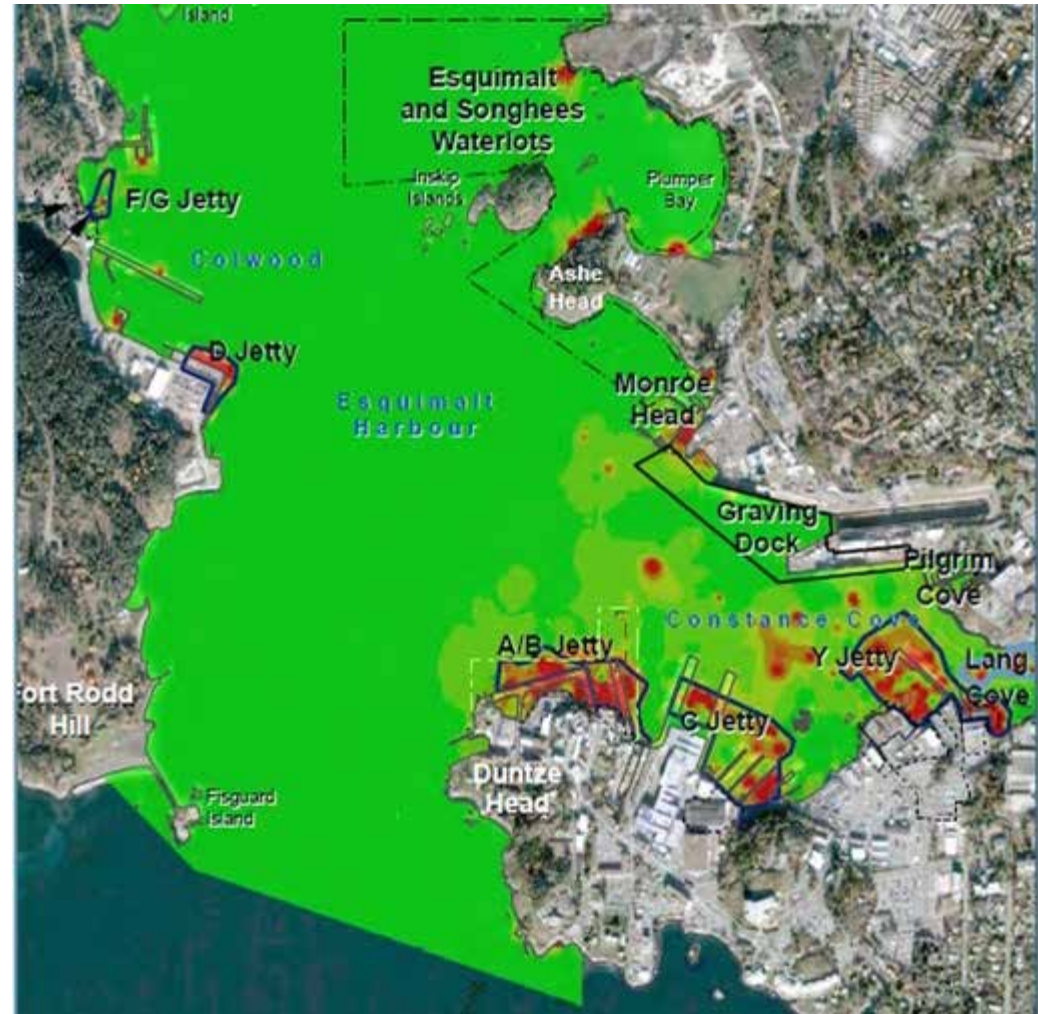 Island
Esquimalt
and Songhees
Waterlots
Inskip
Islands
Plumper
Bay
F/G Jetty
Colwood
Ashe
Head
D Jetty
Monroe
Head
Esquimalt
Harbour
Graving
Dock
Pilgrim
Cove
Constance Cove
A/B Jetty
Y Jetty
Lang
Cove
Fort Rodd
Hill
C Jetty
Duntze
Head
Fisguard
Island